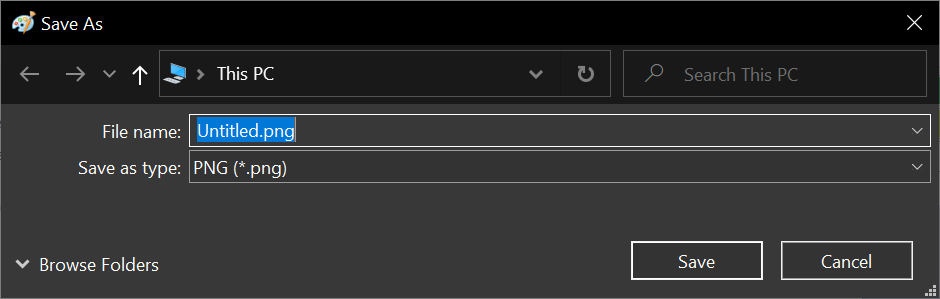 Save As
This PC
Search This PC
File name: Untitled.png
Save as type: PNG (*.png)
Browse Folders
Save
Cancel